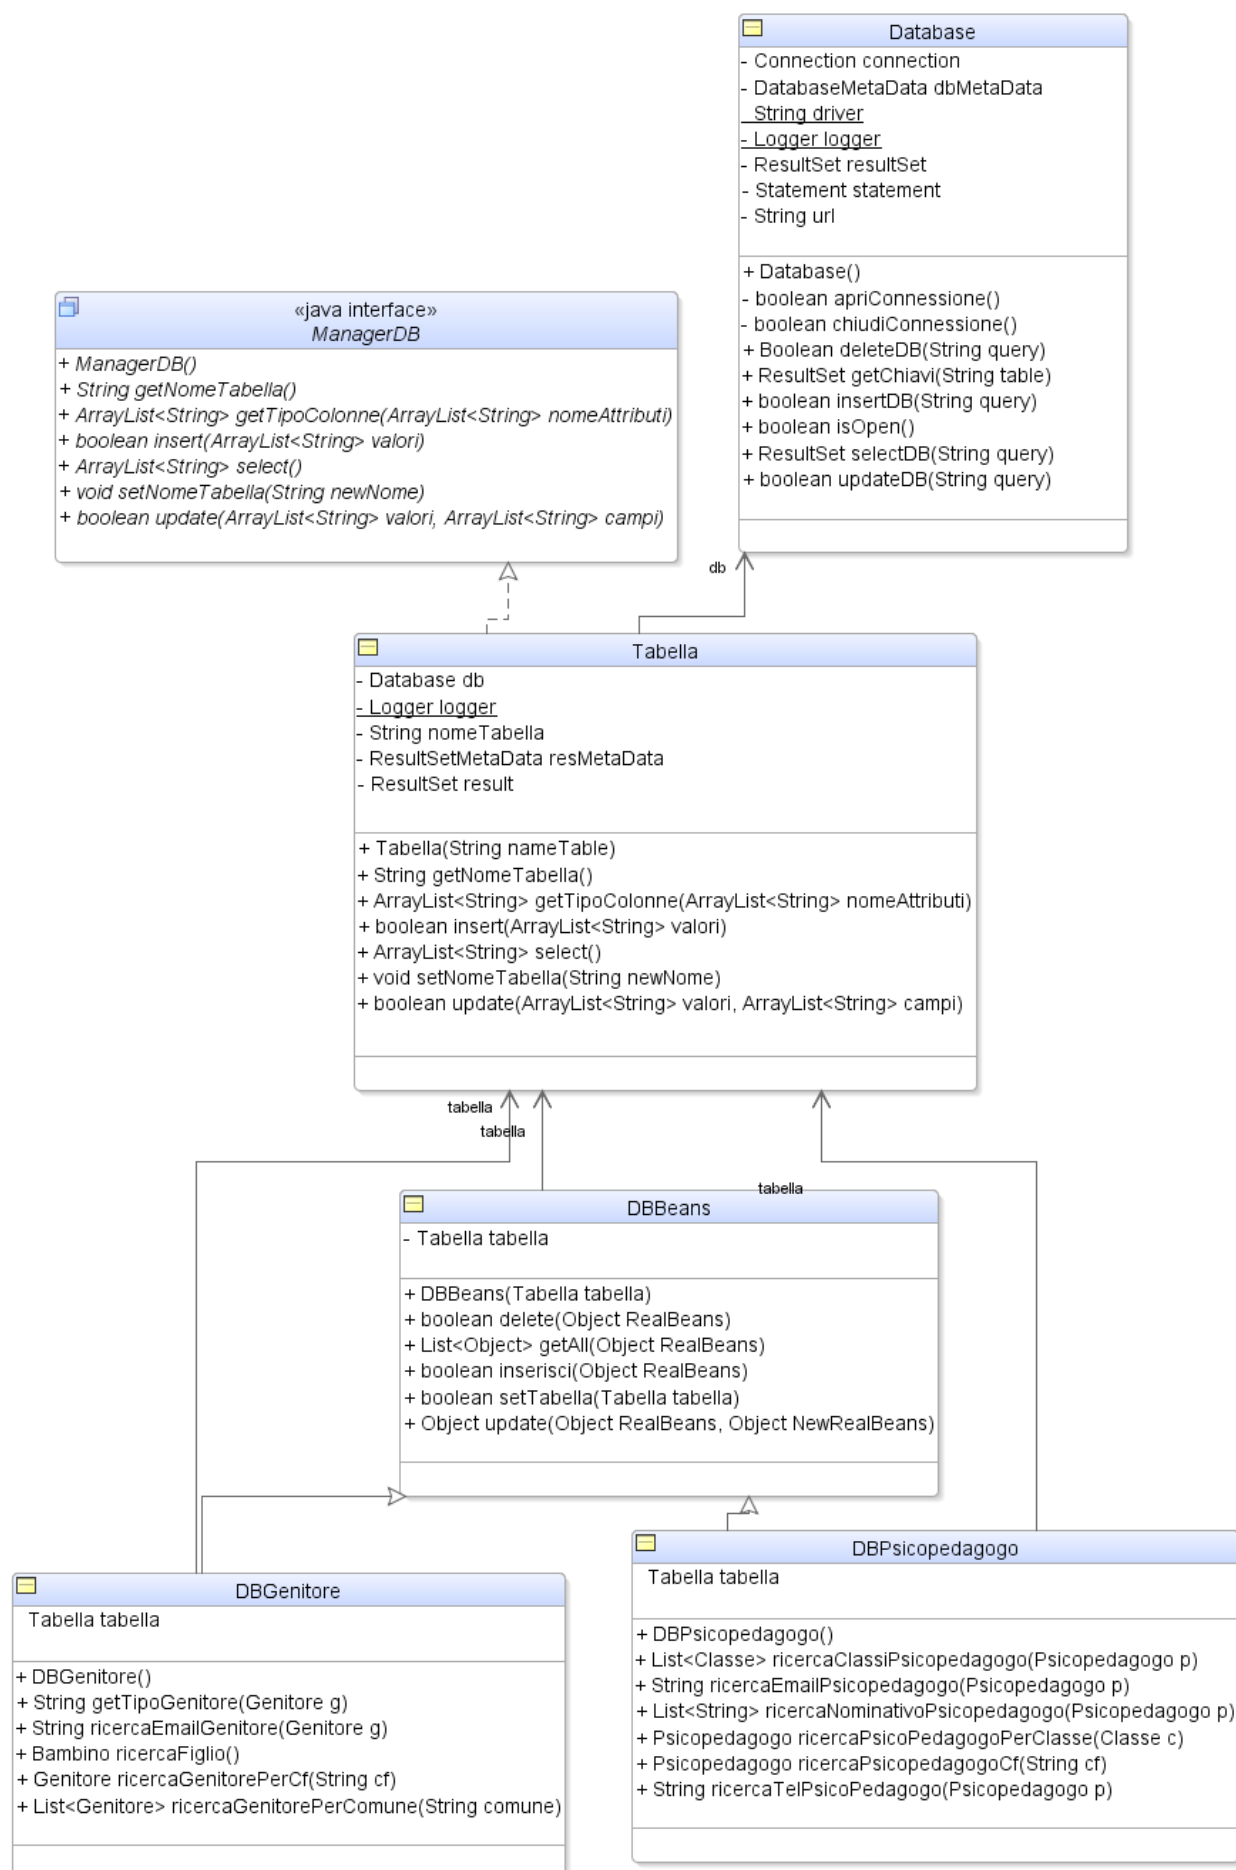 Database
- Connection connection
- DatabaseMetaData dbMetaData
String driver
- Logger logger
- ResultSet resultSet
- Statement statement
- String url
+ Database()
- boolean apriConnessione()
- boolean chiudiConnessione()
+ Boolean deleteDB(String query)
+ ResultSet getChiavi(String table)
+ boolean insertDB(String query)
+ boolean isOpen()
+ ResultSet selectDB(String query)
+ boolean updateDB(String query)
«java interface»
ManagerDB
+ ManagerDB()
+ String getNomeTabella()
+ ArrayList<String> getTipoColonne(ArrayList<String> nomeAttributi)
+ boolean insert(ArrayList<String> valori)
+ ArrayList<String> select()
+ void setNomeTabella(String newNome)
+ boolean update(ArrayList<String> valori, ArrayList<String> campi)
db
Tabella
- Database db
- Logger logger
- String nomeTabella
- ResultSetMetaData resMetaData
- ResultSet result
+ Tabella(String nameTable)
+ String getNomeTabella()
+ ArrayList<String> getTipoColonne(ArrayList<String> nomeAttributi)
+ boolean insert(ArrayList<String> valori)
+ ArrayList<String> select()
+ void setNomeTabella(String newNome)
+ boolean update(ArrayList<String> valori, ArrayList<String> campi)
tabella
tabella
tabella
DBBeans
- Tabella tabella
+ DBBeans(Tabella tabella)
+ boolean delete(Object RealBeans)
+ List<Object> getAll(Object RealBeans)
+ boolean inserisci(Object RealBeans)
+ boolean setTabella(Tabella tabella)
+ Object update(Object RealBeans, Object NewRealBeans)
DBGenitore
Tabella tabella
+ DBGenitore()
+ String getTipoGenitore(Genitore g)
+ String ricercaEmailGenitore(Genitore g)
+ Bambino ricercaFiglio()
+ Genitore ricercaGenitorePerCf(String cf)
+ List<Genitore> ricercaGenitorePerComune(String comune)
DBPsicopedagogo
Tabella tabella
+ DBPsicopedagogo()
+ List<Classe> ricercaClassiPsicopedagogo(Psicopedagogo p)
+ String ricercaEmailPsicopedagogo(Psicopedagogo p)
+ List<String> ricercaNominativoPsicopedagogo(Psicopedagogo p)
+ Psicopedagogo ricercaPsicoPedagogoPerClasse(Classe c)
+ Psicopedagogo ricercaPsicopedagogoCf(String cf)
+ String ricercaTelPsicoPedagogo(Psicopedagogo p)